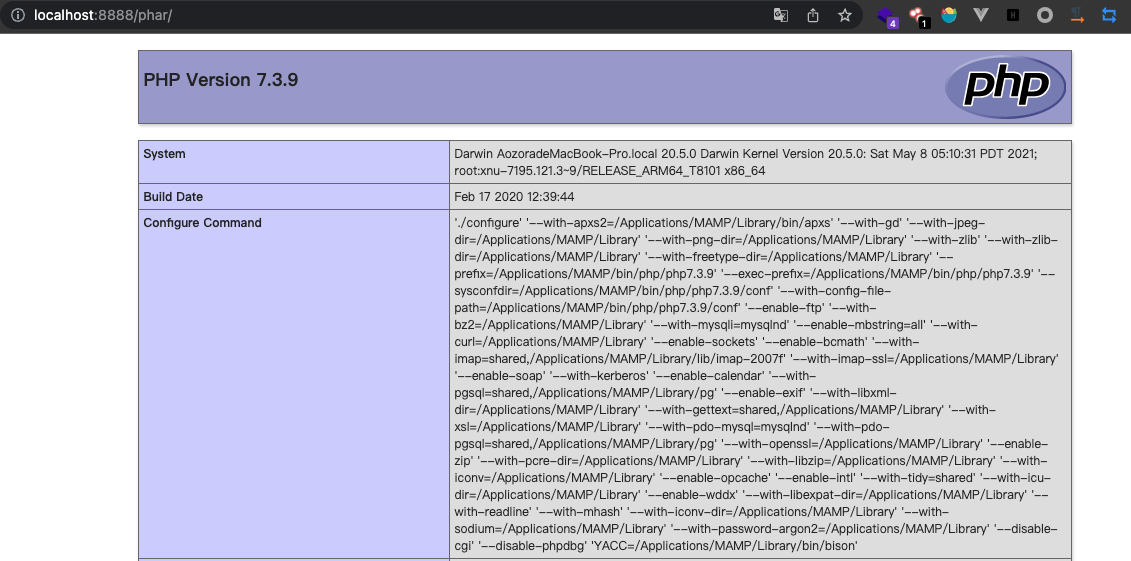 localhost:8888/phar/
4
1
PHP Version 7.3.9
php
System
Darwin AozoradeMacBook-Pro.local 20.5.0 Darwin Kernel Version 20.5.0: Sat May 8 05:10:31 PDT 2021;
root:xnu-7195.121.3~9/RELEASE_ARM64_T8101 x86_64
Build Date
Feb 17 2020 12:39:44
Configure Command
'./configure' '--with-apxs2=/Applications/MAMP/Library/bin/apxs' '--with-gd' '--with-jpeg-
dir=/Applications/MAMP/Library' '--with-png-dir=/Applications/MAMP/Library' '--with-zlib' '--with-zlib-
dir=/Applications/MAMP/Library' '--with-freetype-dir=/Applications/MAMP/Library' '--
prefix=/Applications/MAMP/bin/php/php7.3.9' '--exec-prefix=/Applications/MAMP/bin/php/php7.3.9' '--
sysconfdir=/Applications/MAMP/bin/php/php7.3.9/conf' '--with-config-file-
path=/Applications/MAMP/bin/php/php7.3.9/conf' '--enable-ftp' '--with-
bz2=/Applications/MAMP/Library' '--with-mysqli=mysqlnd' '--enable-mbstring=all' '--with-
curl=/Applications/MAMP/Library' '--enable-sockets' '--enable-bcmath' '--with-
imap=shared,/Applications/MAMP/Library/lib/imap-2007f' '--with-imap-ssl=/Applications/MAMP/Library'
'--enable-soap' '--with-kerberos' '--enable-calendar' '--with-
pgsql=shared,/Applications/MAMP/Library/pg' '--enable-exif' '--with-libxml-
dir=/Applications/MAMP/Library' '--with-gettext=shared,/Applications/MAMP/Library' '--with-
xsl=/Applications/MAMP/Library' '--with-pdo-mysql=mysqlnd' '--with-pdo-
pgsql=shared,/Applications/MAMP/Library/pg' '--with-openssl=/Applications/MAMP/Library' '--enable-
zip' '--with-pcre-dir=/Applications/MAMP/Library' '--with-libzip=/Applications/MAMP/Library' '--with-
iconv=/Applications/MAMP/Library' '--enable-opcache' '--enable-intl' '--with-tidy=shared' '--with-icu-
dir=/Applications/MAMP/Library' '--enable-wddx' '--with-libexpat-dir=/Applications/MAMP/Library' '--
with-readline' '--with-mhash' '--with-iconv-dir=/Applications/MAMP/Library' '--with-
sodium=/Applications/MAMP/Library' '--with-password-argon2=/Applications/MAMP/Library' '--disable-
cgi' '--disable-phpdbg' 'YACC=/Applications/MAMP/Library/bin/bison'